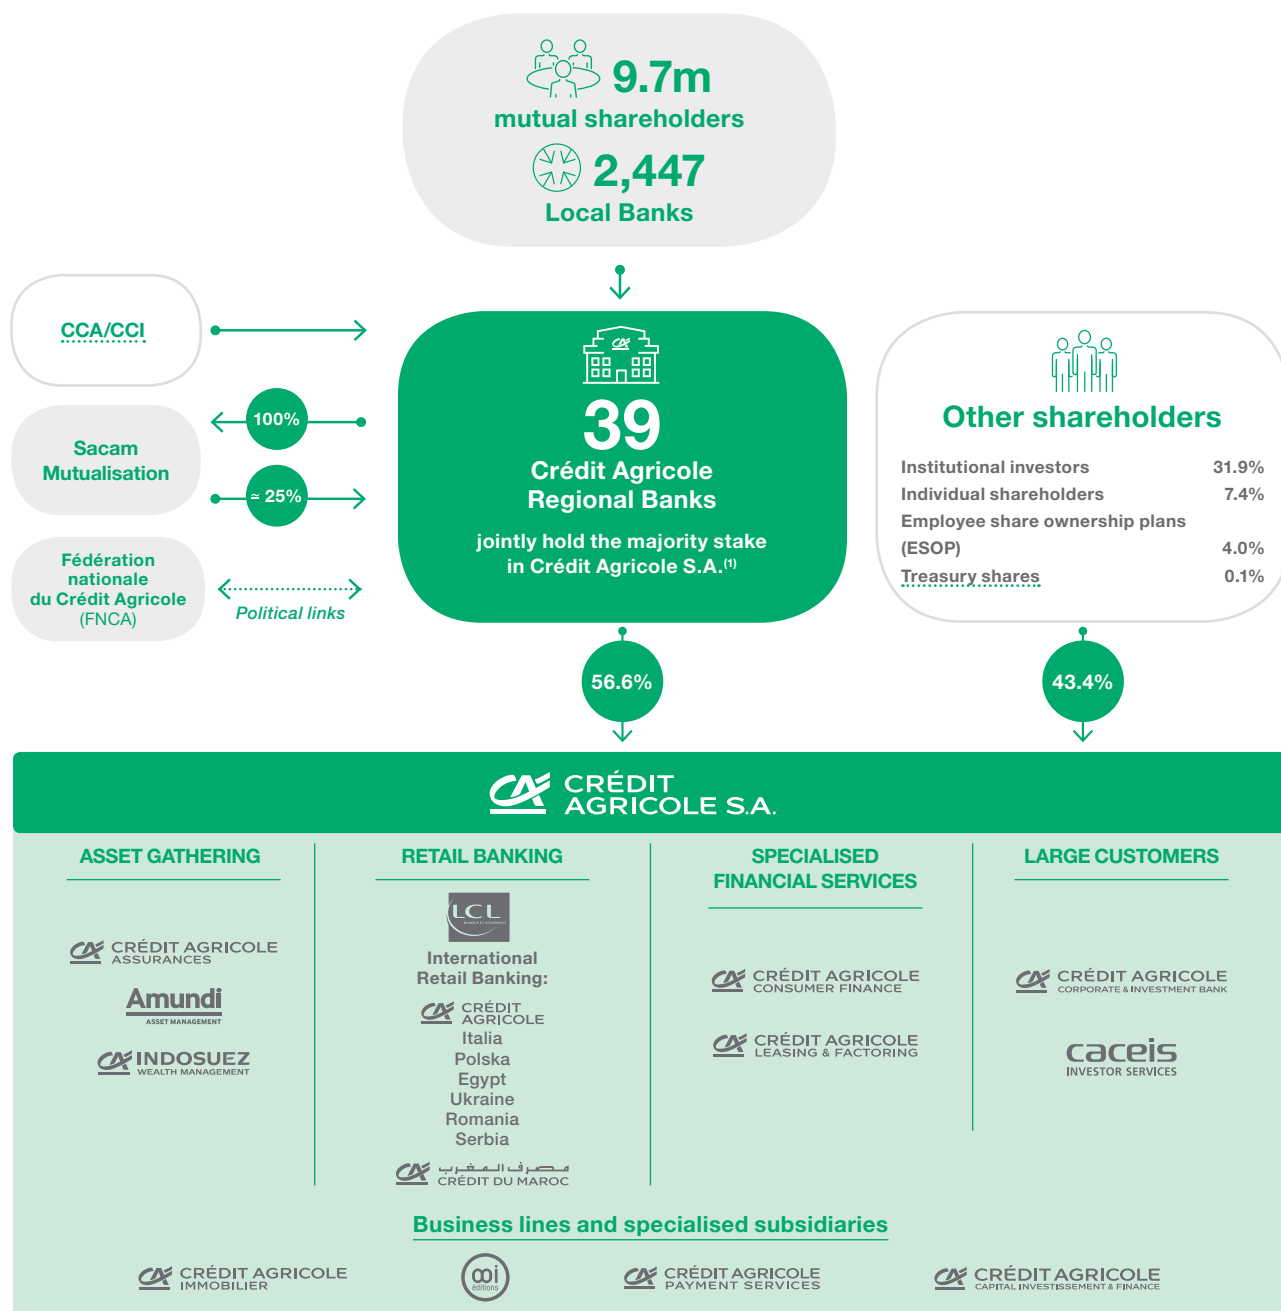 9.7m
mutual shareholders
2,447
Local Banks
CCA/CCI
100%
Sacam
Mutualisation
≃ 25%
Fédération
nationale
du Crédit Agricole
(FNCA)
Political links
39
Crédit Agricole
Regional Banks
jointly hold the majority stake
in Crédit Agricole S.A.(1)
Other shareholders
Institutional investors 31.9%
Individual shareholders 7.4%
Employee share ownership plans
(ESOP) 4.0%
Treasury shares 0.1%
56.6%
43.4%
CRÉDIT
AGRICOLE S.A.
ASSET GATHERING
CRÉDIT AGRICOLE
ASSURANCES
Amundi
ASSET MANAGEMENT
INDOSUEZ
WEALTH MANAGEMENT
RETAIL BANKING
LCL
BANQUE ET ASSURANCE
International
Retail Banking:
CRÉDIT
AGRICOLE
Italia
Polska
Egypt
Ukraine
Romania
Serbia
مصرف المغرب
CRÉDIT DU MAROC
SPECIALISED
FINANCIAL SERVICES
CRÉDIT AGRICOLE
CONSUMER FINANCE
CRÉDIT AGRICOLE
LEASING & FACTORING
LARGE CUSTOMERS
CRÉDIT AGRICOLE
CORPORATE & INVESTMENT BANK
caceis
INVESTOR SERVICES
Business lines and specialised subsidiaries
CRÉDIT AGRICOLE
IMMOBILIER
éditions
CRÉDIT AGRICOLE
PAYMENT SERVICES
CRÉDIT AGRICOLE
CAPITAL INVESTISSEMENT & FINANCE